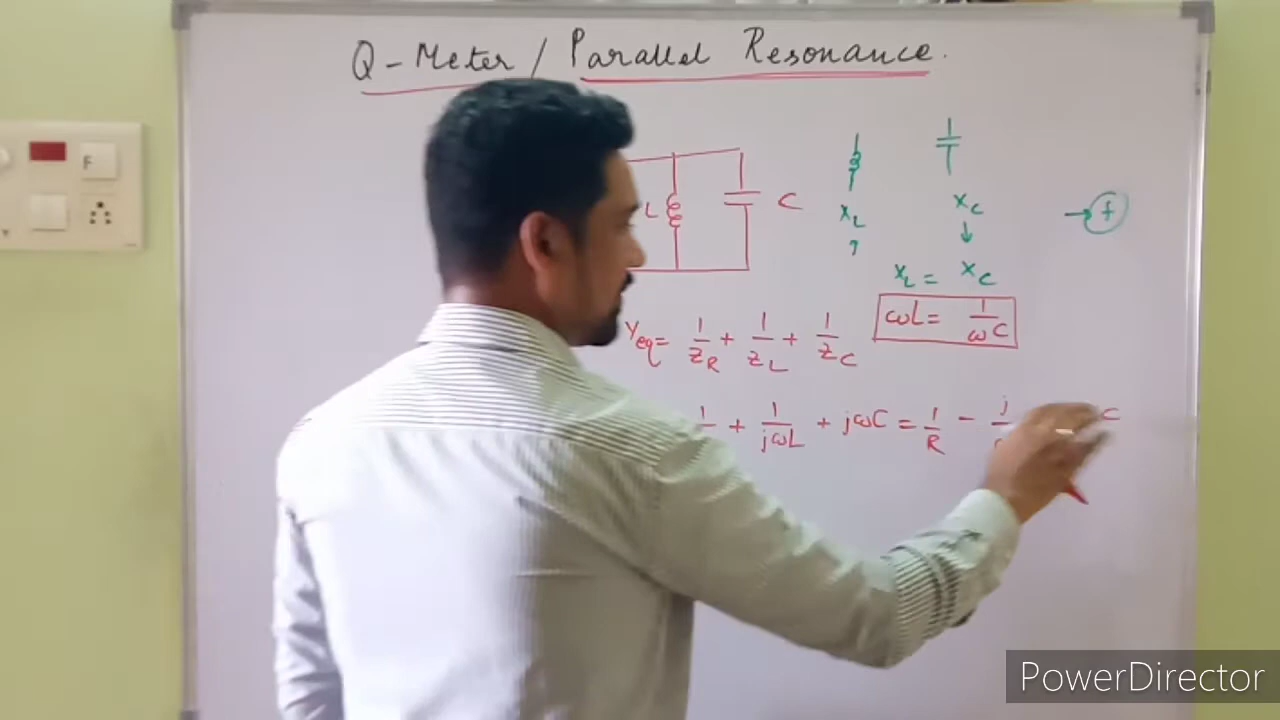 Q-Meter / Parallel Resonance.
F
L C
X_L X_C → f
↑ ↓
X_L = X_C
ωL = 1/ωC
Y_eq = 1/Z_R + 1/Z_L + 1/Z_C
+ 1/jωL + jωC = 1/R - j C
PowerDirector